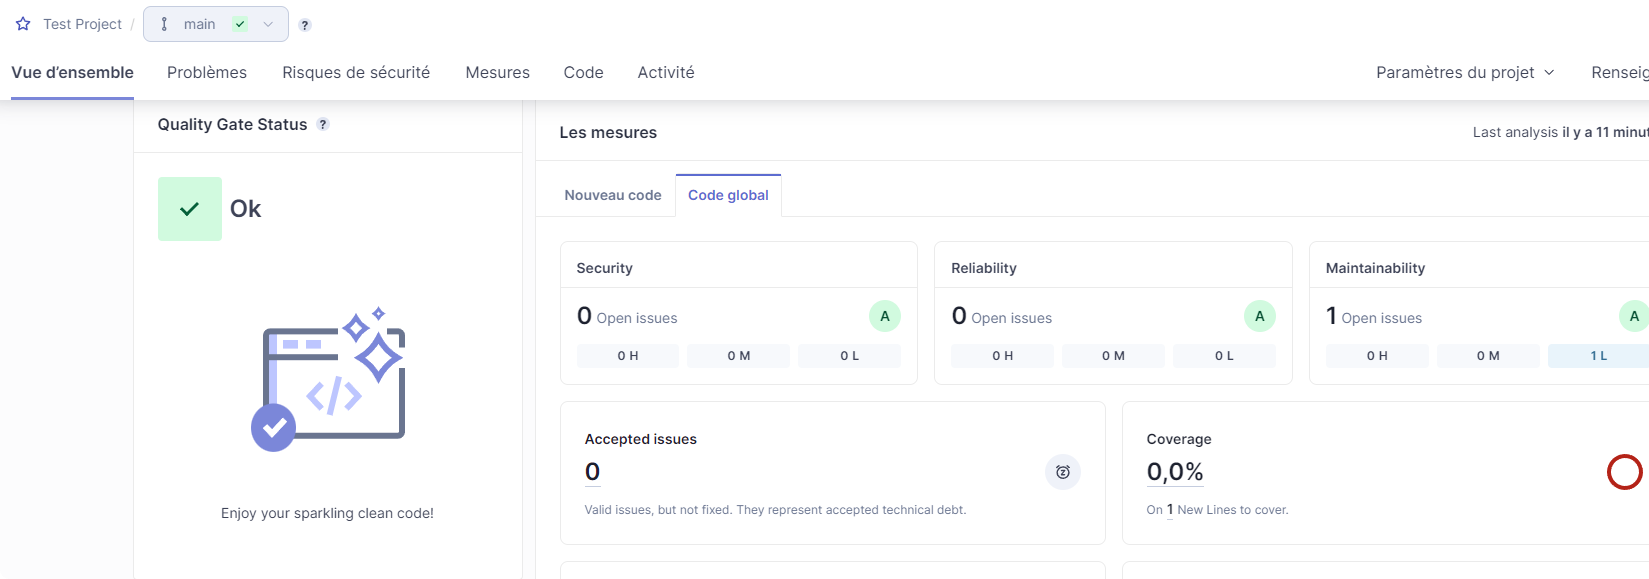 Test Project / main ?
Vue d’ensemble Problèmes Risques de sécurité Mesures Code Activité Paramètres du projet
Quality Gate Status ?
Ok
Enjoy your sparkling clean code!
Les mesures
Last analysis il y a 11
Nouveau code Code global
Security
0 Open issues A
0 H 0 M 0 L
Reliability
0 Open issues A
0 H 0 M 0 L
Maintainability
1 Open issues A
0 H 0 M 1 L
Accepted issues
0
Valid issues, but not fixed. They represent accepted technical debt.
Coverage
0,0%
On 1 New Lines to cover.